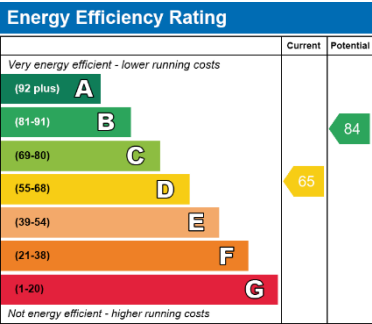 Energy Efficiency Rating
Current Potential
Very energy efficient - lower running costs
(92 plus) A
(81-91) B
84
(69-80) C
(55-68) D
65
(39-54) E
(21-38) F
(1-20) G
Not energy efficient - higher running costs